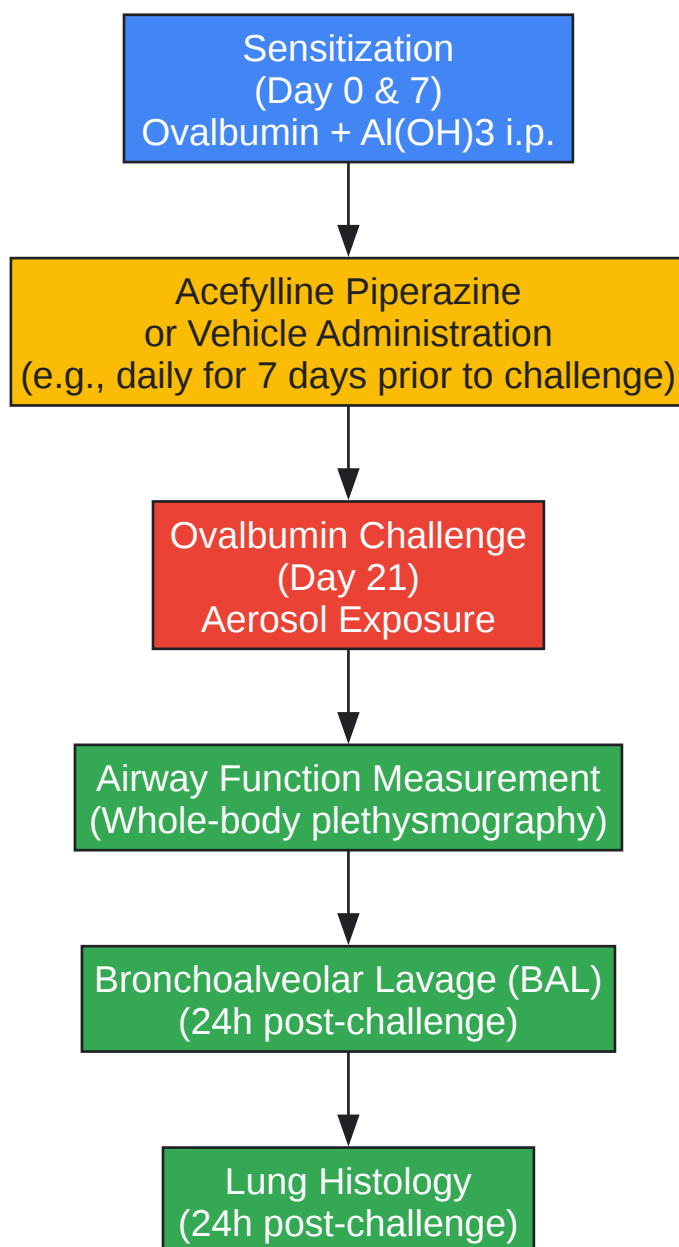 Sensitization
(Day 0 & 7)
Ovalbumin + Al(OH)3 i.p.
Acefylline Piperazine
or Vehicle Administration
(e.g., daily for 7 days prior to challenge)
Ovalbumin Challenge
(Day 21)
Aerosol Exposure
Airway Function Measurement
(Whole-body plethysmography)
Bronchoalveolar Lavage (BAL)
(24h post-challenge)
Lung Histology
(24h post-challenge)